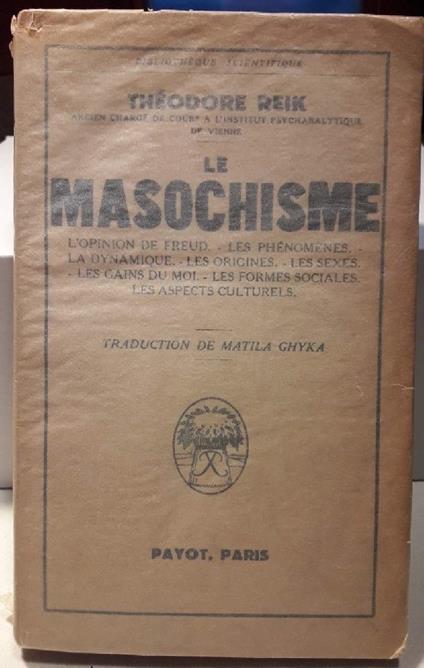 BIBLIOTHÈQUE SCIENTIFIQUE
THÉODORE REIK
ANCIEN CHARGÉ DE COURS A L'INSTITUT PSYCHANALYTIQUE
DE VIENNE
LE
MASOCHISME
L'OPINION DE FREUD. - LES PHÉNOMÈNES. -
LA DYNAMIQUE. - LES ORIGINES. - LES SEXES.
- LES GAINS DU MOI. - LES FORMES SOCIALES.
LES ASPECTS CULTURELS.
TRADUCTION DE MATILA GHYKA
PAYOT, PARIS